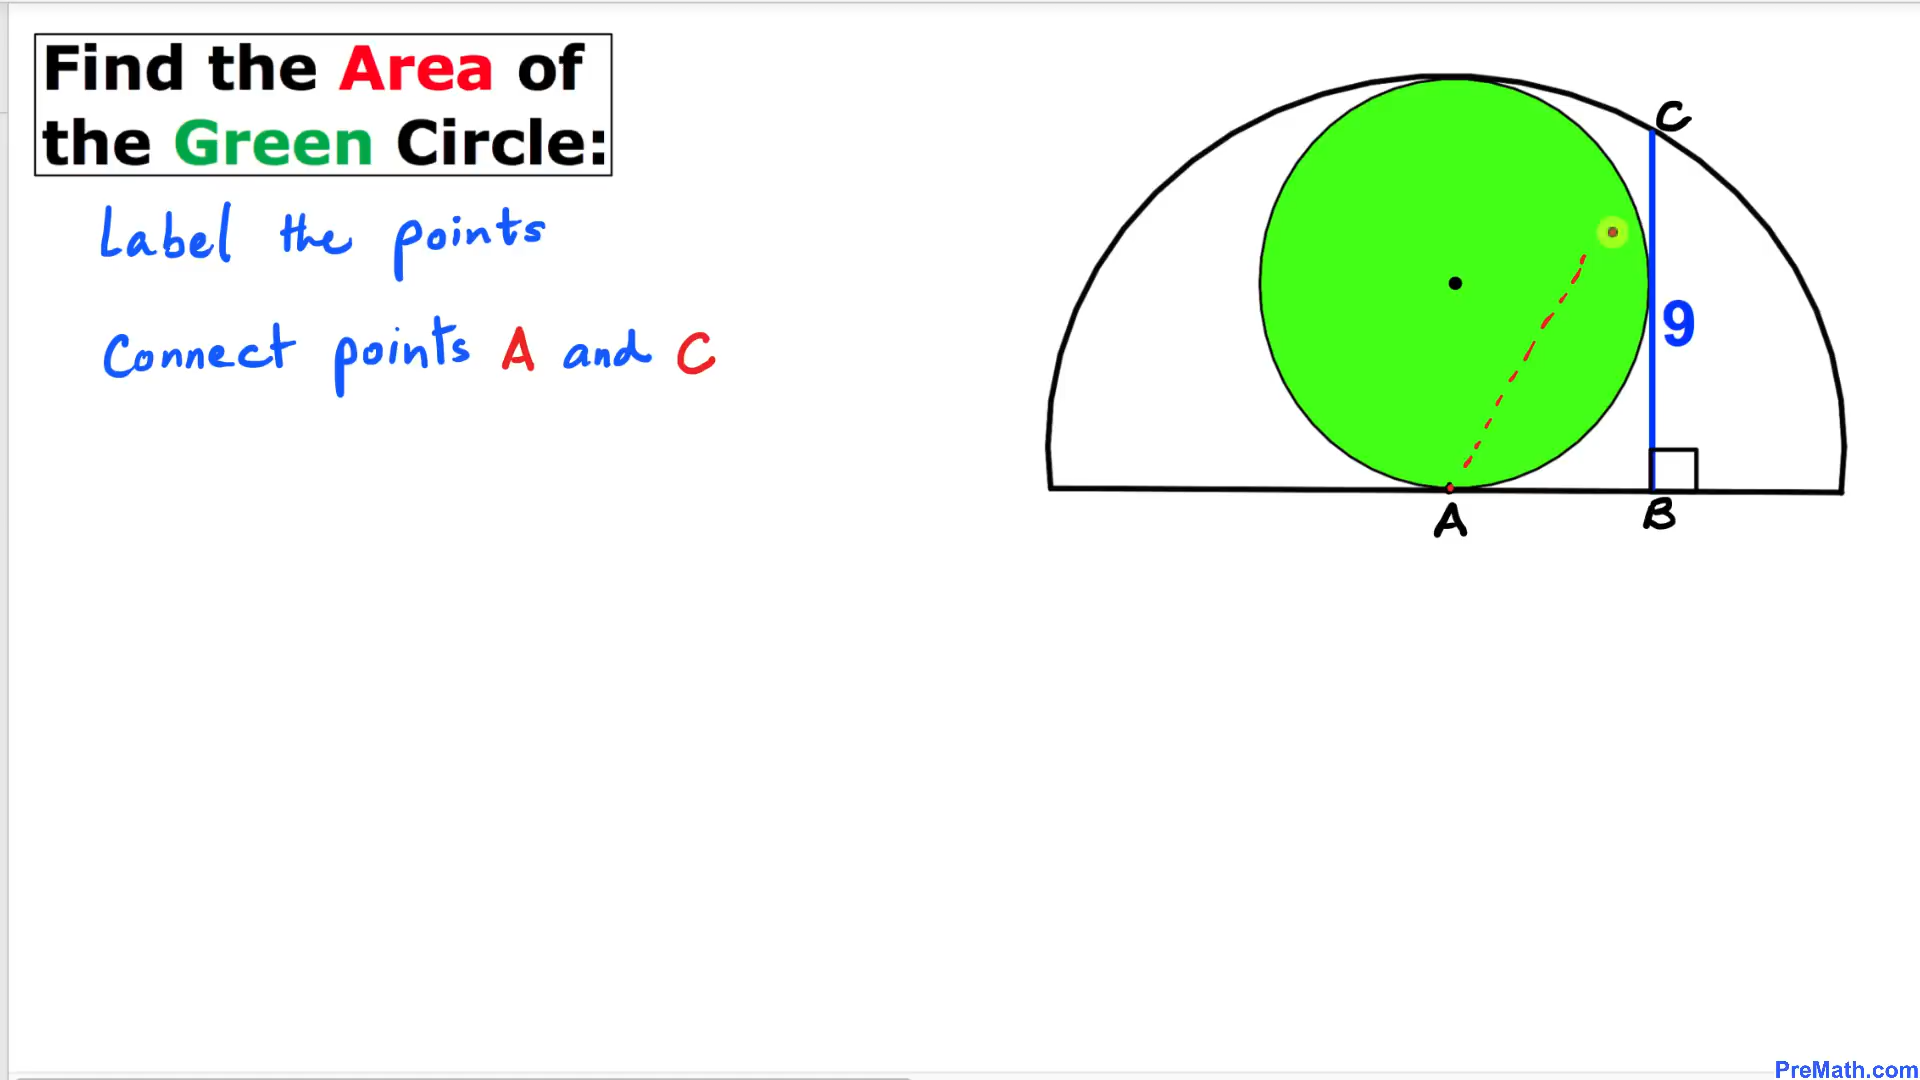 Find the Area of
the Green Circle:
Label the points
Connect points A and C
C
9
A
B
PreMath.com